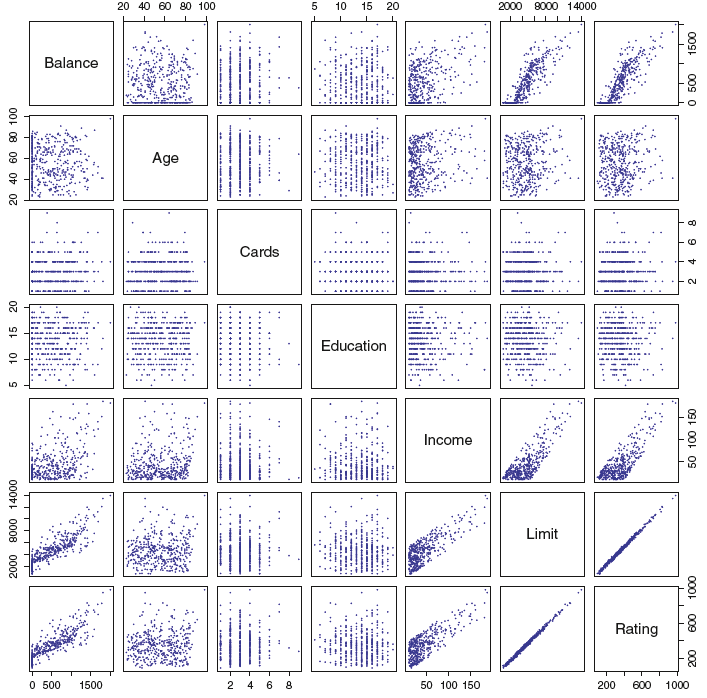 20 40 60 80 100
5 10 15 20
2000 8000 14000
Balance
0 500 1500
20 40 60 80 100
Age
Cards
2 4 6 8
5 10 15 20
Education
Income
50 100 150
2000 8000 14000
Limit
Rating
200 600 1000
0 500 1500
2 4 6 8
50 100 150
200 600 1000